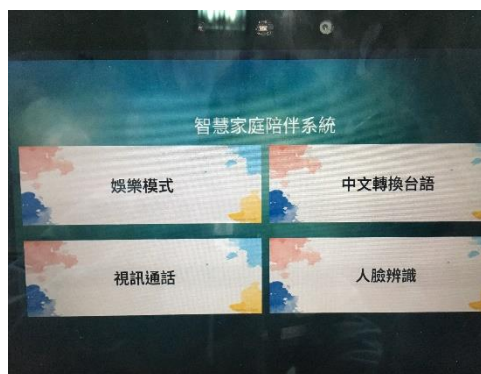 智慧家庭陪伴系統
娛樂模式
中文轉換台語
視訊通話
人臉辨識